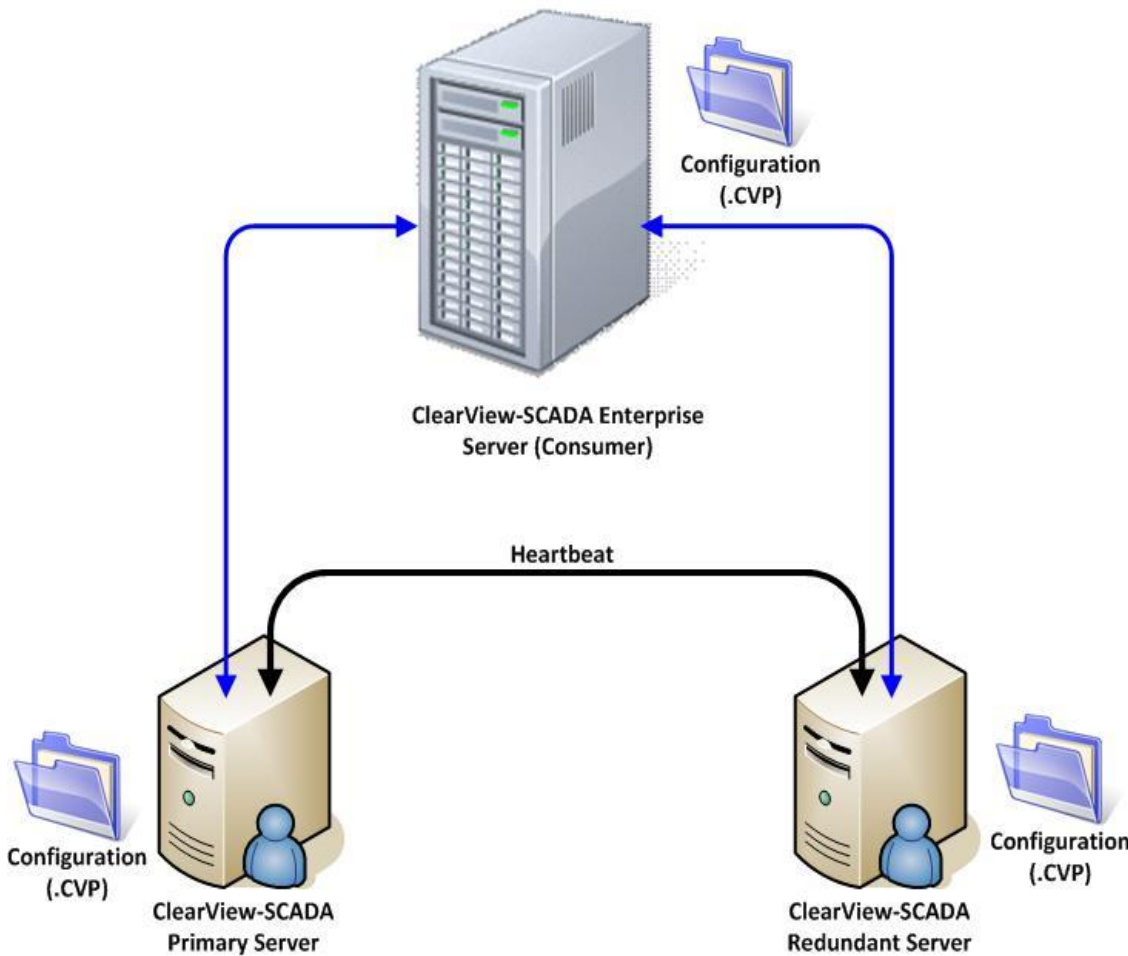 Configuration
(.CVP)
ClearView-SCADA Enterprise
Server (Consumer)
Heartbeat
Configuration
(.CVP)
ClearView-SCADA
Primary Server
Configuration
(.CVP)
ClearView-SCADA
Redundant Server